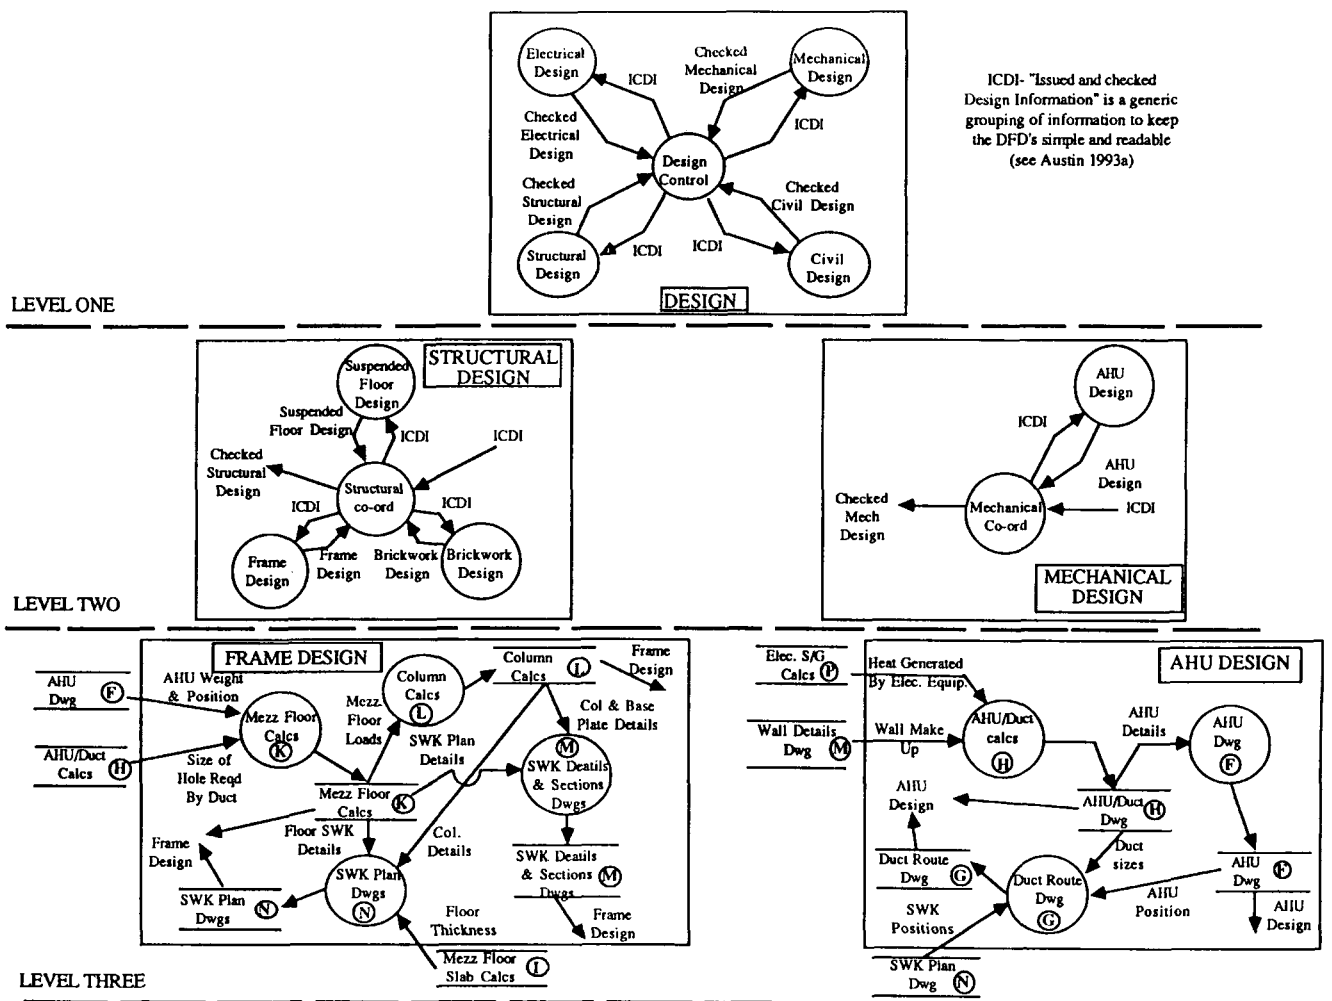 Electrical
Design
ICDI
Checked
Mechanical
Design
Mechanical
Design
ICDI
Checked
Electrical
Design
Design
Control
Checked
Structural
Design
Checked
Civil Design
ICDI
ICDI
Structural
Design
Civil
Design
DESIGN
ICDI- "Issued and checked
Design Information" is a generic
grouping of information to keep
the DFD's simple and readable
(see Austin 1993a)
LEVEL ONE
STRUCTURAL
DESIGN
Suspended
Floor
Design
Suspended
Floor Design
ICDI
ICDI
Checked
Structural
Design
Structural
co-ord
ICDI
ICDI
Frame
Design
Frame
Design
Brickwork
Design
Brickwork
Design
AHU
Design
ICDI
AHU
Design
Checked
Mech
Design
Mechanical
Co-ord
ICDI
MECHANICAL
DESIGN
LEVEL TWO
FRAME DESIGN
AHU
Dwg F
AHU Weight
& Position
AHU/Duct
Calcs H
Mezz Floor
Calcs
K
Size of
Hole Reqd
By Duct
Column
Calcs
L
Mezz
Floor
Loads
Column
Calcs L
Frame
Design
Col & Base
Plate Details
SWK Plan
Details
M
SWK Deatils
& Sections
Dwgs
Mezz Floor
Calcs K
Floor SWK
Details
Col.
Details
Frame
Design
SWK Plan
Dwgs N
SWK Plan
Dwgs
N
SWK Deatils
& Sections M
Dwgs
Floor
Thickness
Frame
Design
Mezz Floor
Slab Calcs I
AHU DESIGN
Elec. S/G
Calcs P
Heat Generated
By Elec. Equip.
Wall Details
Dwg M
Wall Make
Up
AHU/Duct
calcs
H
AHU
Details
AHU
Dwg
F
AHU
Design
AHU/Duct H
Dwg
Duct
sizes
Duct Route
Dwg G
Duct Route
Dwg
G
AHU
Dwg F
AHU
Position
AHU
Design
SWK
Positions
SWK Plan
Dwg N
LEVEL THREE